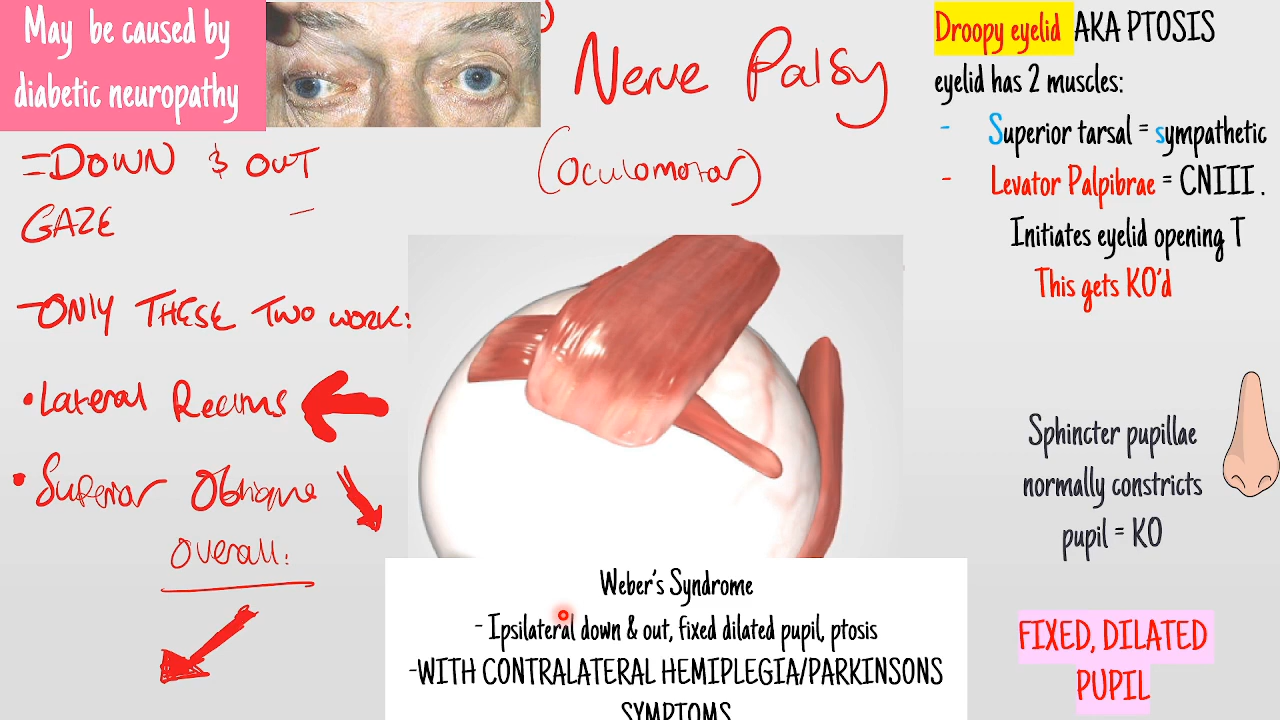 May be caused by
diabetic neuropathy
=DOWN & OUT
GAZE
-ONLY THESE TWO WORK:
•Lateral Rectus
•Superior Oblique
Overall:
Nerve Palsy
(oculomotor)
Weber's Syndrome
- Ipsilateral down & out, fixed dilated pupil, ptosis
-WITH CONTRALATERAL HEMIPLEGIA/PARKINSONS
SYMPTOMS
Droopy eyelid AKA PTOSIS
eyelid has 2 muscles:
- Superior tarsal = sympathetic
- Levator Palpibrae = CNIII .
Initiates eyelid opening T
This gets KO'd
Sphincter pupillae
normally constricts
pupil = KO
FIXED, DILATED
PUPIL